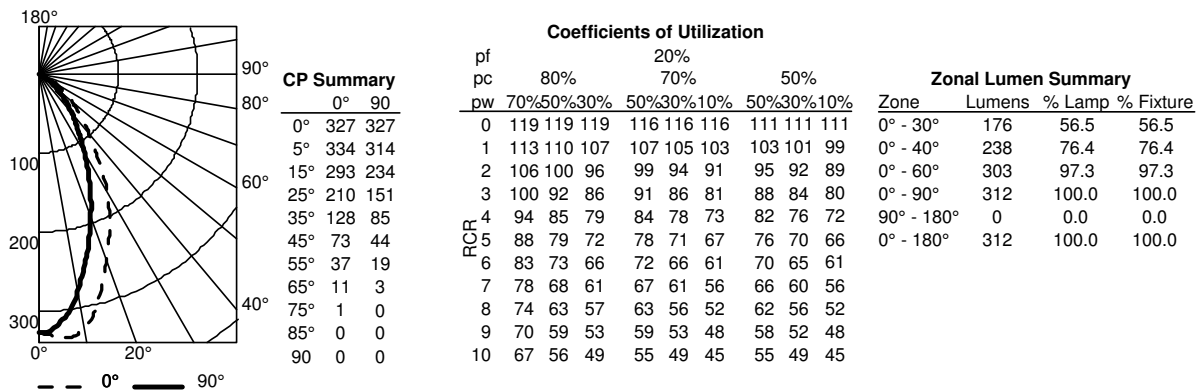 180°
90°
80°
60°
40°
20°
0°
100
200
300
0° 90°
CP Summary
0° 90
0° 327 327
5° 334 314
15° 293 234
25° 210 151
35° 128 85
45° 73 44
55° 37 19
65° 11 3
75° 1 0
85° 0 0
90 0 0
Coefficients of Utilization
pf 20%
pc 80% 70% 50%
pw 70%50%30% 50%30%10% 50%30%10%
RCR
0 119 119 119 116 116 116 111 111 111
1 113 110 107 107 105 103 103 101 99
2 106 100 96 99 94 91 95 92 89
3 100 92 86 91 86 81 88 84 80
4 94 85 79 84 78 73 82 76 72
5 88 79 72 78 71 67 76 70 66
6 83 73 66 72 66 61 70 65 61
7 78 68 61 67 61 56 66 60 56
8 74 63 57 63 56 52 62 56 52
9 70 59 53 59 53 48 58 52 48
10 67 56 49 55 49 45 55 49 45
Zonal Lumen Summary
Zone Lumens % Lamp % Fixture
0° - 30° 176 56.5 56.5
0° - 40° 238 76.4 76.4
0° - 60° 303 97.3 97.3
0° - 90° 312 100.0 100.0
90° - 180° 0 0.0 0.0
0° - 180° 312 100.0 100.0